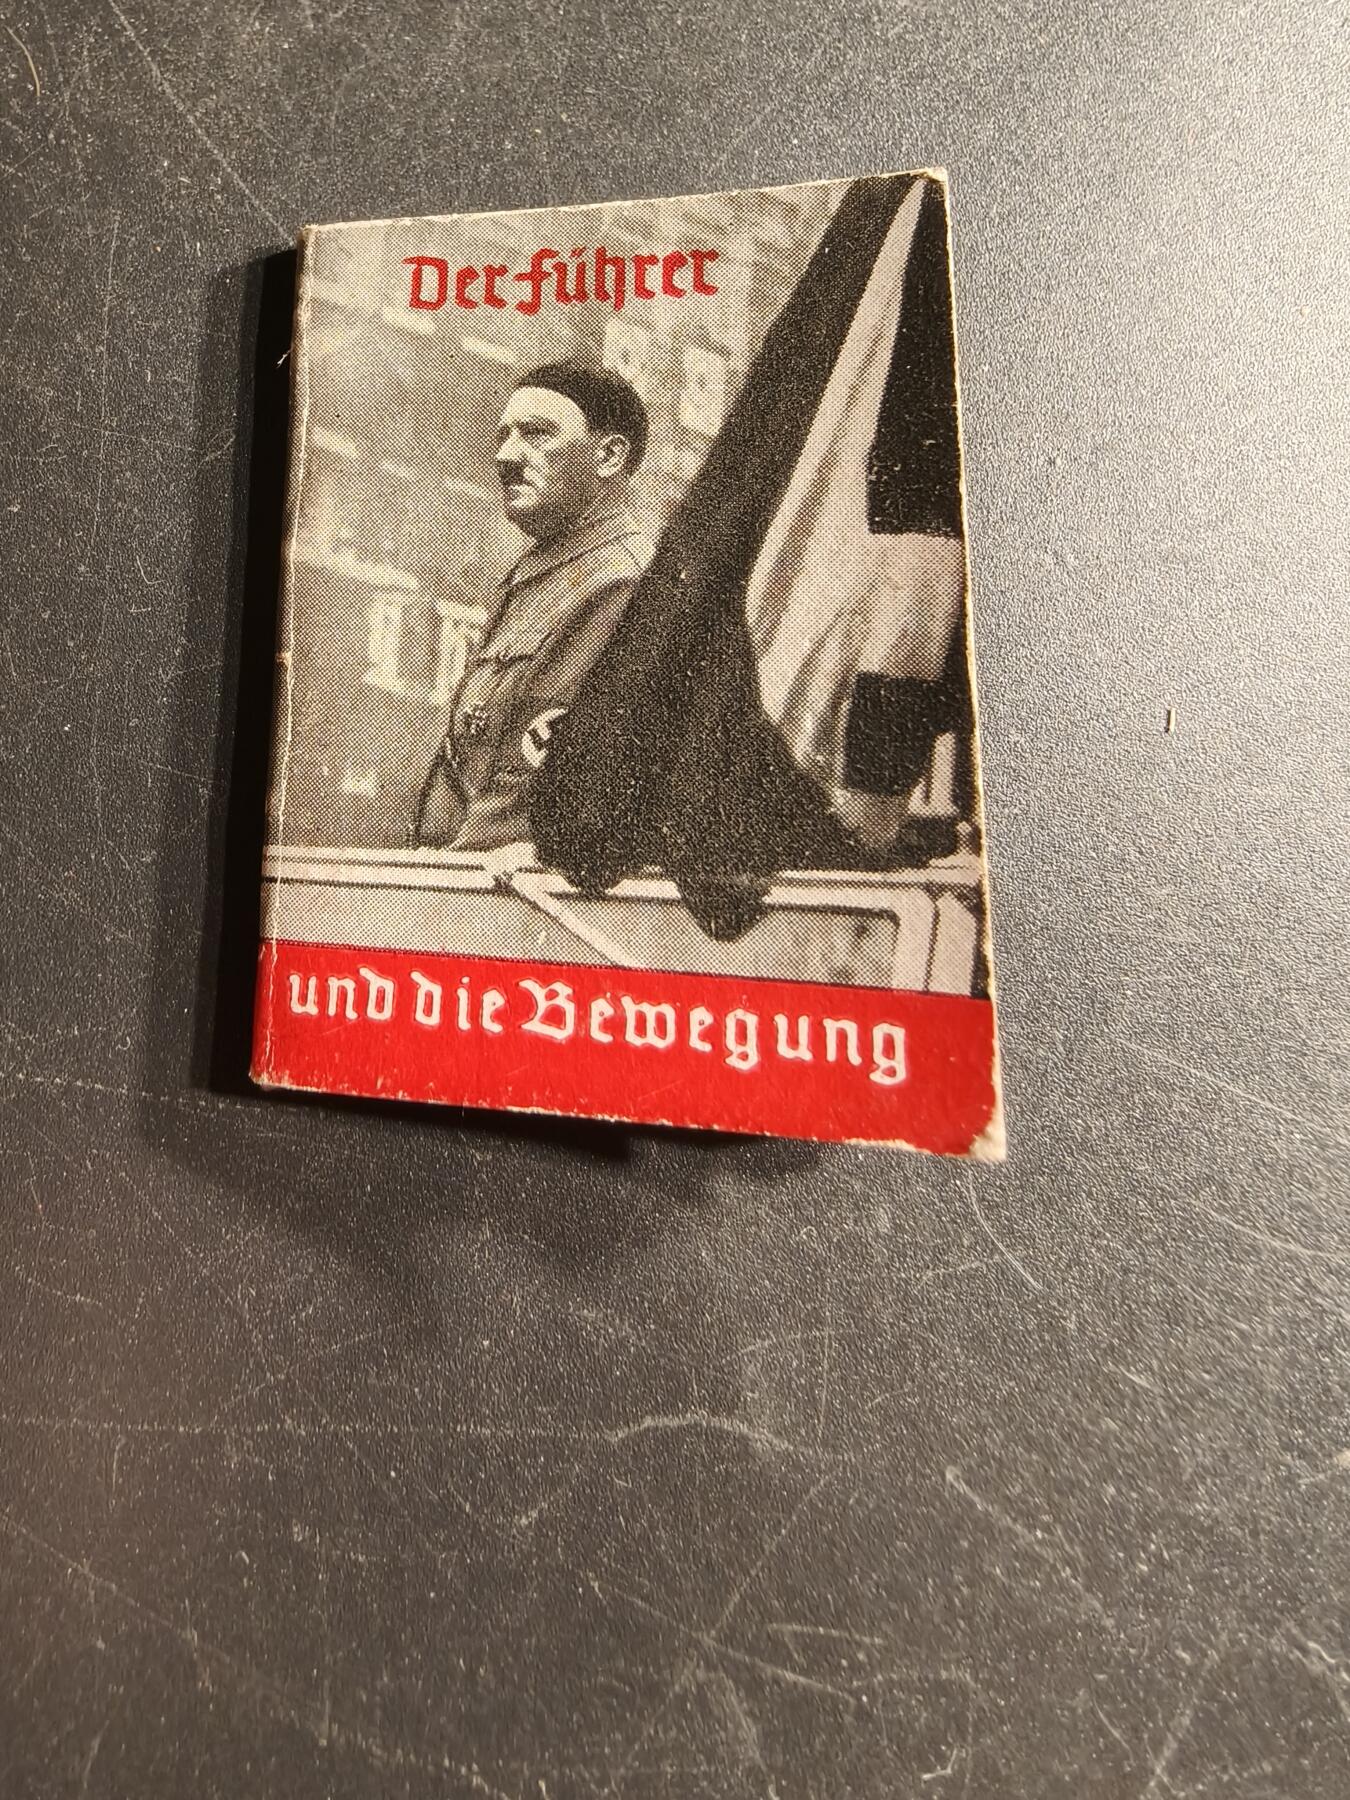 Der Führer
und die Bewegung